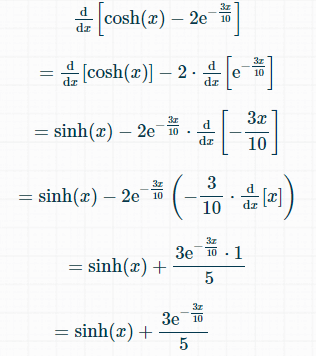 d/dx [cosh(x) − 2e^(−3x/10)]
= d/dx [cosh(x)] − 2 · d/dx [e^(−3x/10)]
= sinh(x) − 2e^(−3x/10) · d/dx [−3x/10]
= sinh(x) − 2e^(−3x/10) (−3/10 · d/dx [x])
= sinh(x) + 3e^(−3x/10) · 1 / 5
= sinh(x) + 3e^(−3x/10) / 5